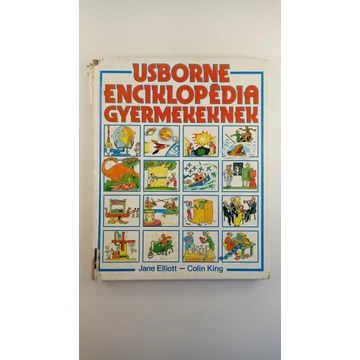 USBORNE
ENCIKLOPÉDIA
GYERMEKEKNEK
Jane Elliott – Colin King